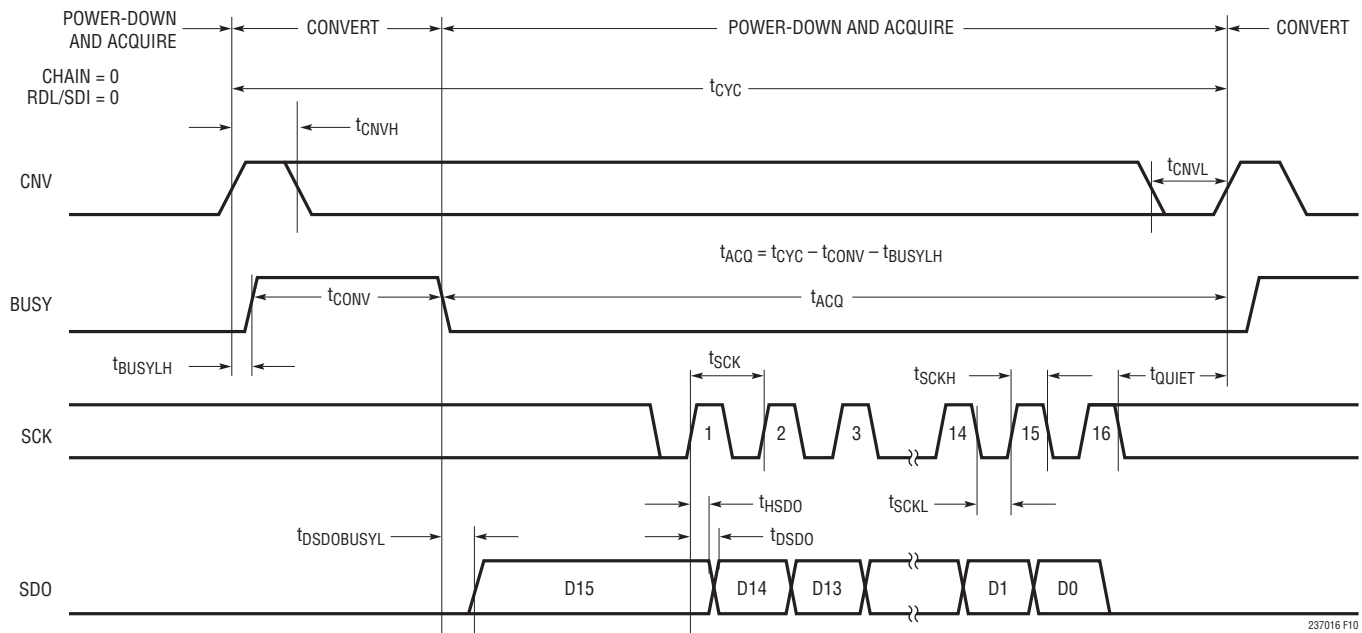 POWER-DOWN
AND ACQUIRE
CONVERT
POWER-DOWN AND ACQUIRE
CONVERT
CHAIN = 0
RDL/SDI = 0
tCYC
tCNVH
CNV
tCNVL
tACQ = tCYC – tCONV – tBUSYLH
BUSY
tCONV
tACQ
tBUSYLH
tSCK
tSCKH
tQUIET
SCK
1
2
3
14
15
16
tHSDO
tSCKL
tDSDOBUSYL
tDSDO
SDO
D15
D14
D13
D1
D0
237016 F10